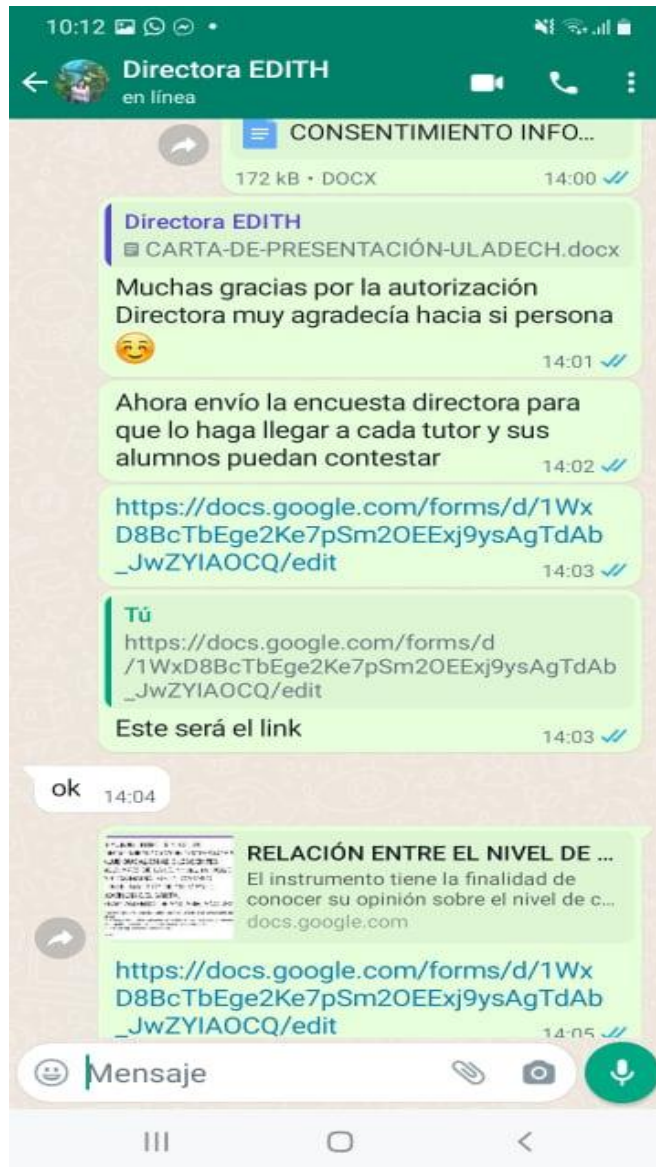 10:12
Directora EDITH
en línea
CONSENTIMIENTO INFO...
172 kB • DOCX 14:00
Directora EDITH
CARTA-DE-PRESENTACIÓN-ULADECH.docx
Muchas gracias por la autorización
Directora muy agradecía hacia si persona
14:01
Ahora envío la encuesta directora para
que lo haga llegar a cada tutor y sus
alumnos puedan contestar
14:02
https://docs.google.com/forms/d/1Wx
D8BcTbEge2Ke7pSm2OEExj9ysAgTdAb
_JwZYIAOCQ/edit
14:03
Tú
https://docs.google.com/forms/d
/1WxD8BcTbEge2Ke7pSm2OEExj9ysAgTdAb
_JwZYIAOCQ/edit
Este será el link
14:03
ok 14:04
RELACIÓN ENTRE EL NIVEL DE ...
El instrumento tiene la finalidad de
conocer su opinión sobre el nivel de c...
docs.google.com
https://docs.google.com/forms/d/1Wx
D8BcTbEge2Ke7pSm2OEExj9ysAgTdAb
_JwZYIAOCQ/edit
14:05
Mensaje